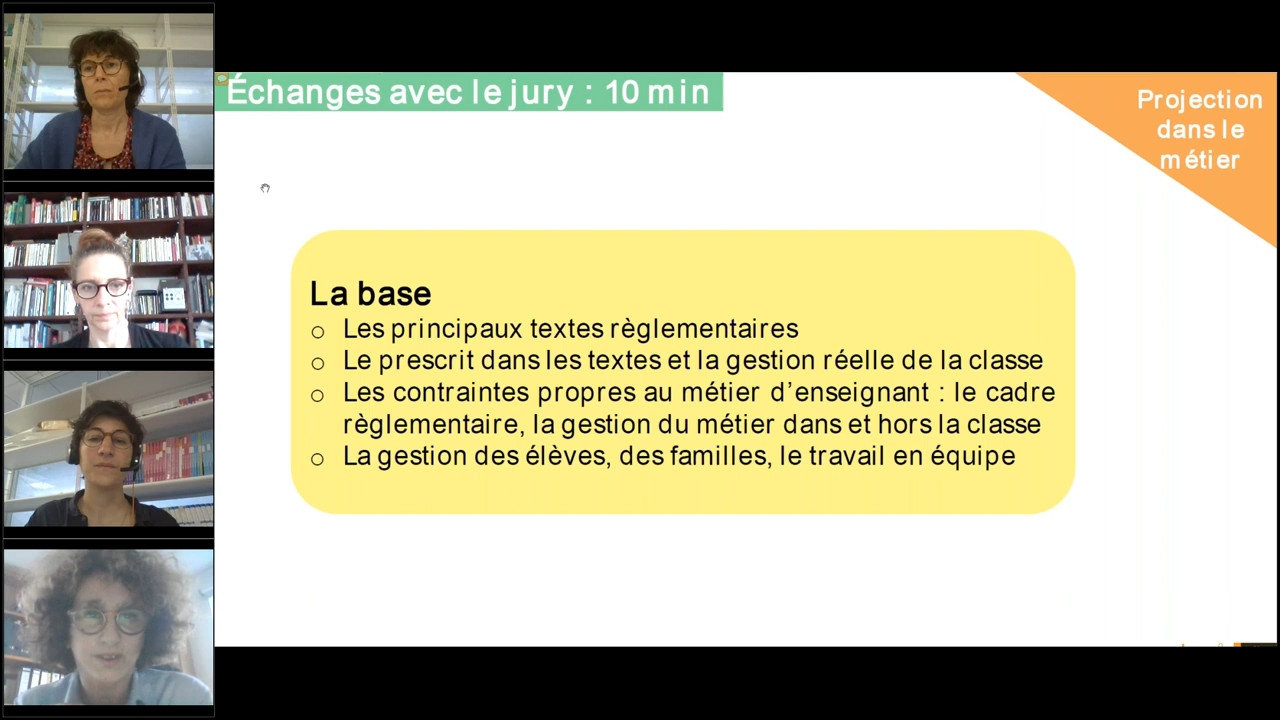 Échanges avec le jury : 10 min
Projection
dans le
métier
La base
o Les principaux textes règlementaires
o Le prescrit dans les textes et la gestion réelle de la classe
o Les contraintes propres au métier d’enseignant : le cadre
règlementaire, la gestion du métier dans et hors la classe
o La gestion des élèves, des familles, le travail en équipe